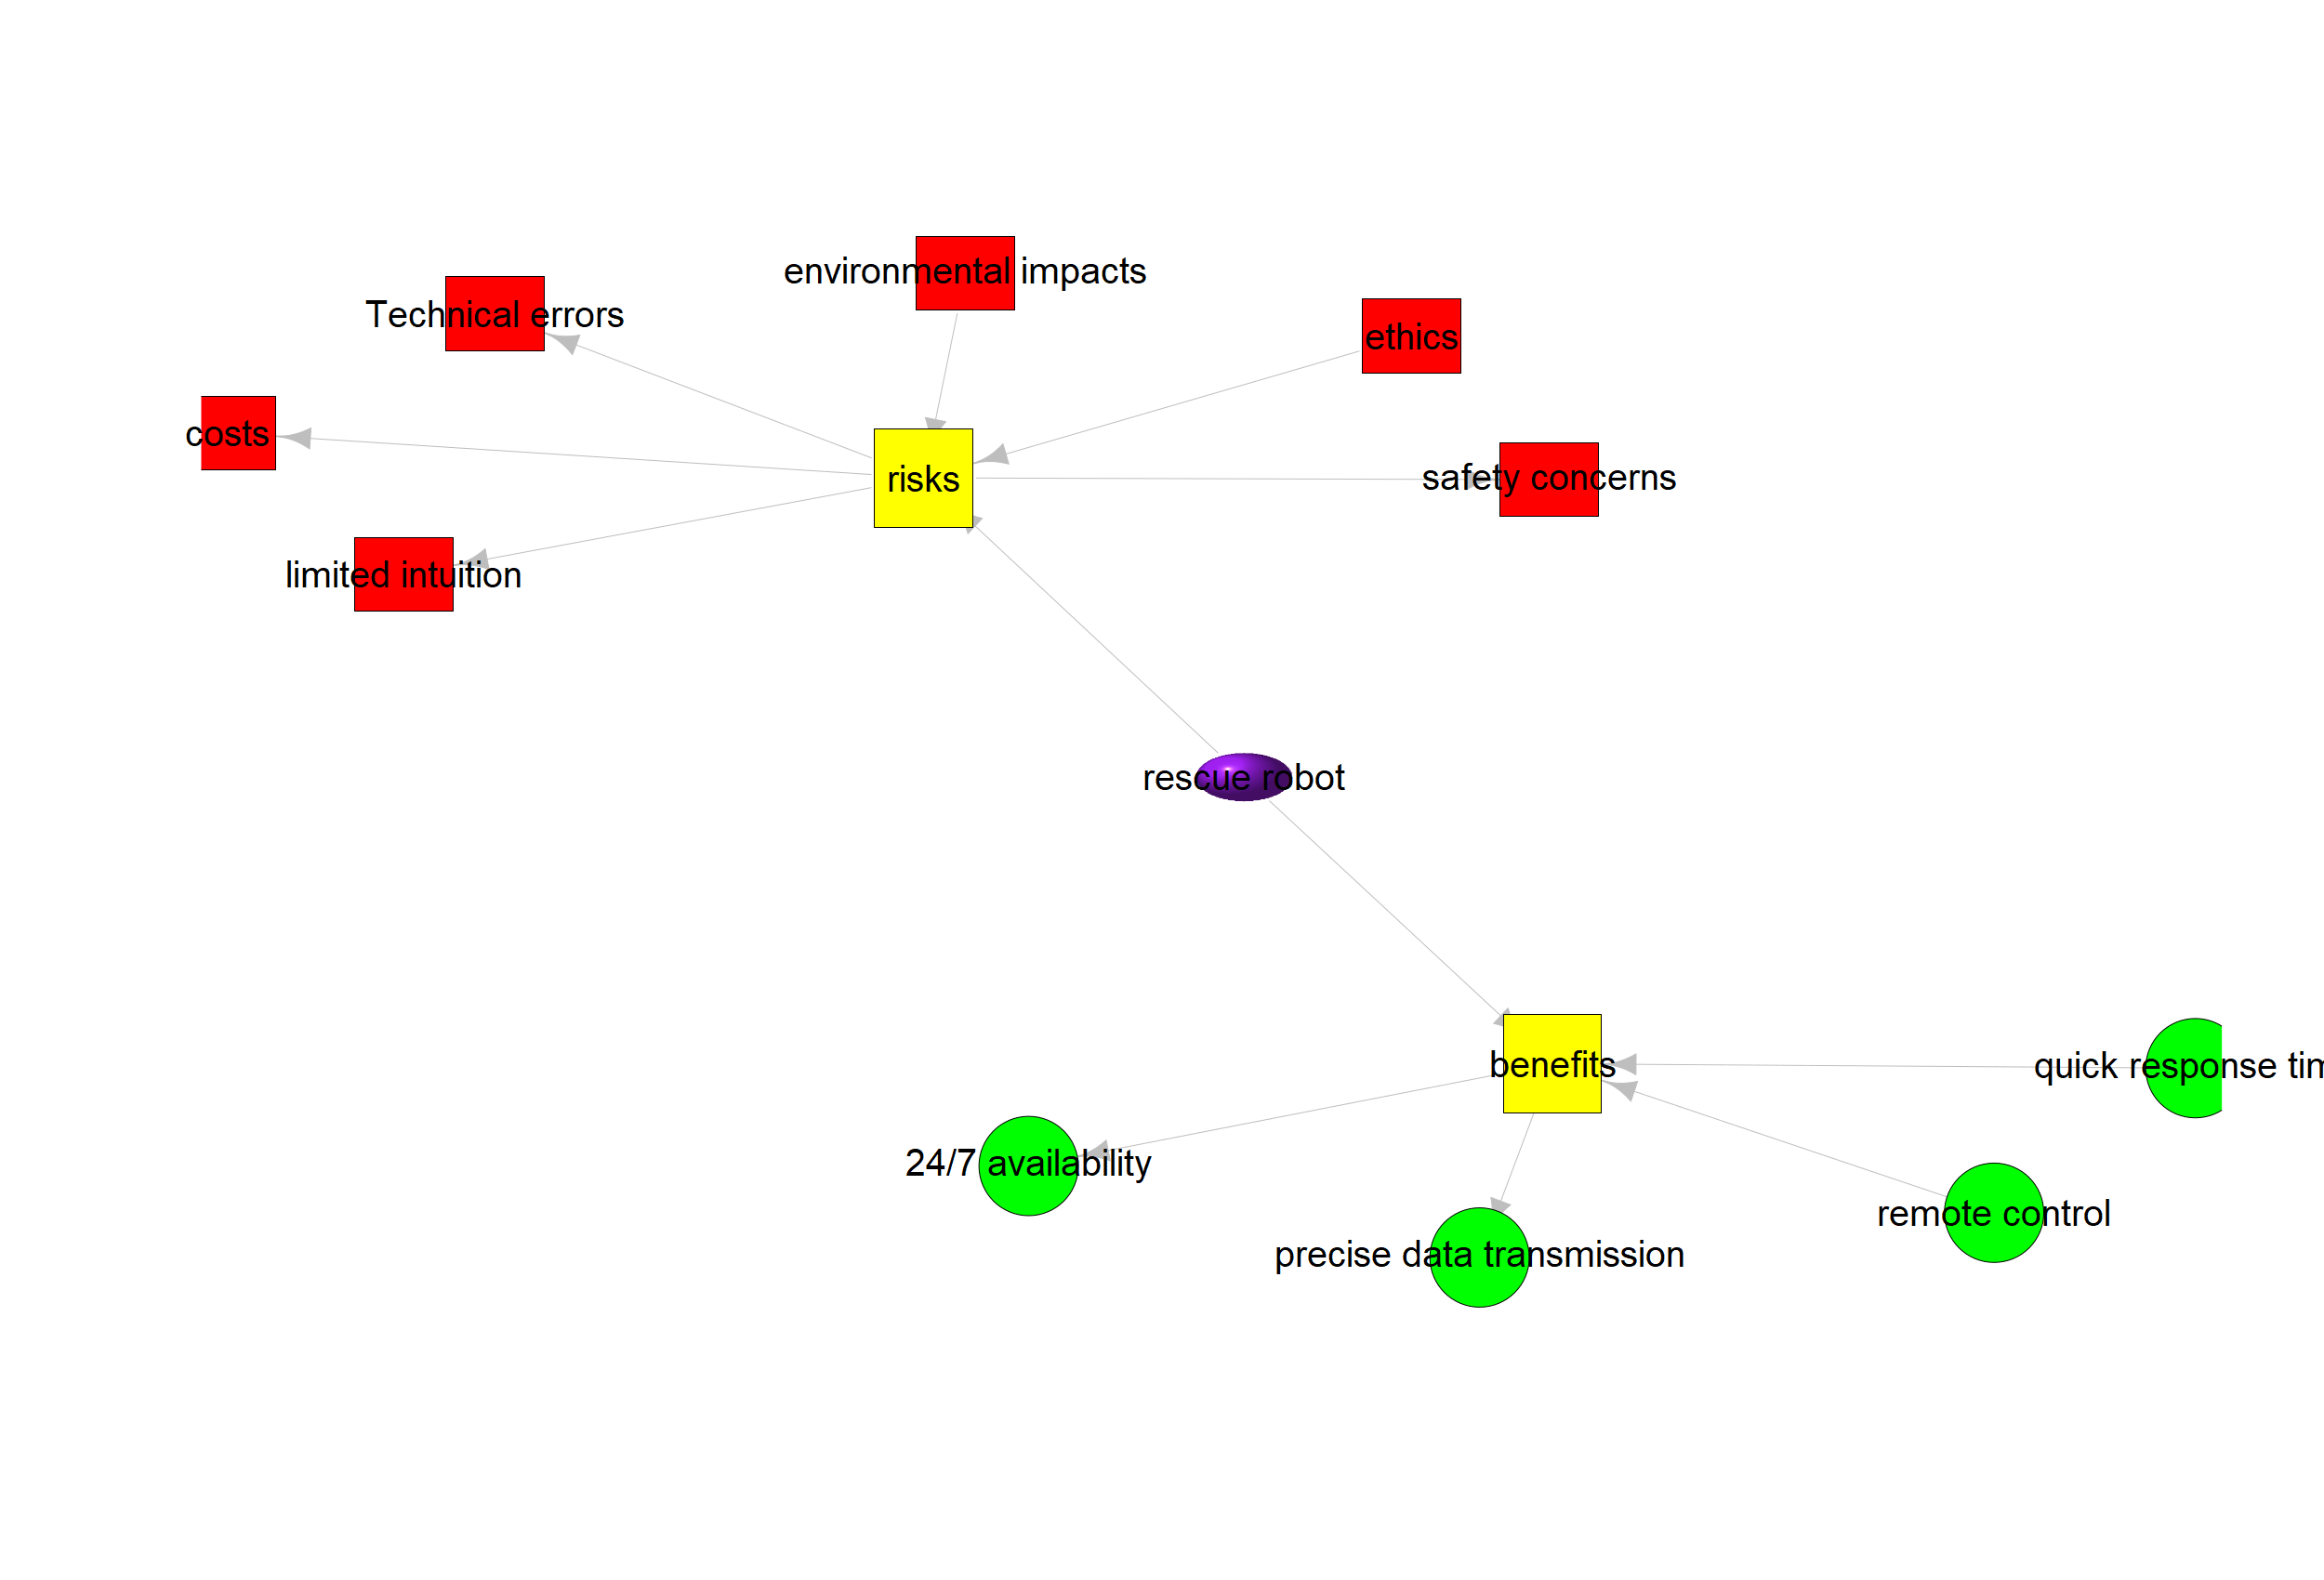 environmental impacts
Technical errors
ethics
costs
risks
safety concerns
limited intuition
rescue robot
benefits
quick response tim
24/7 availability
remote control
precise data transmission